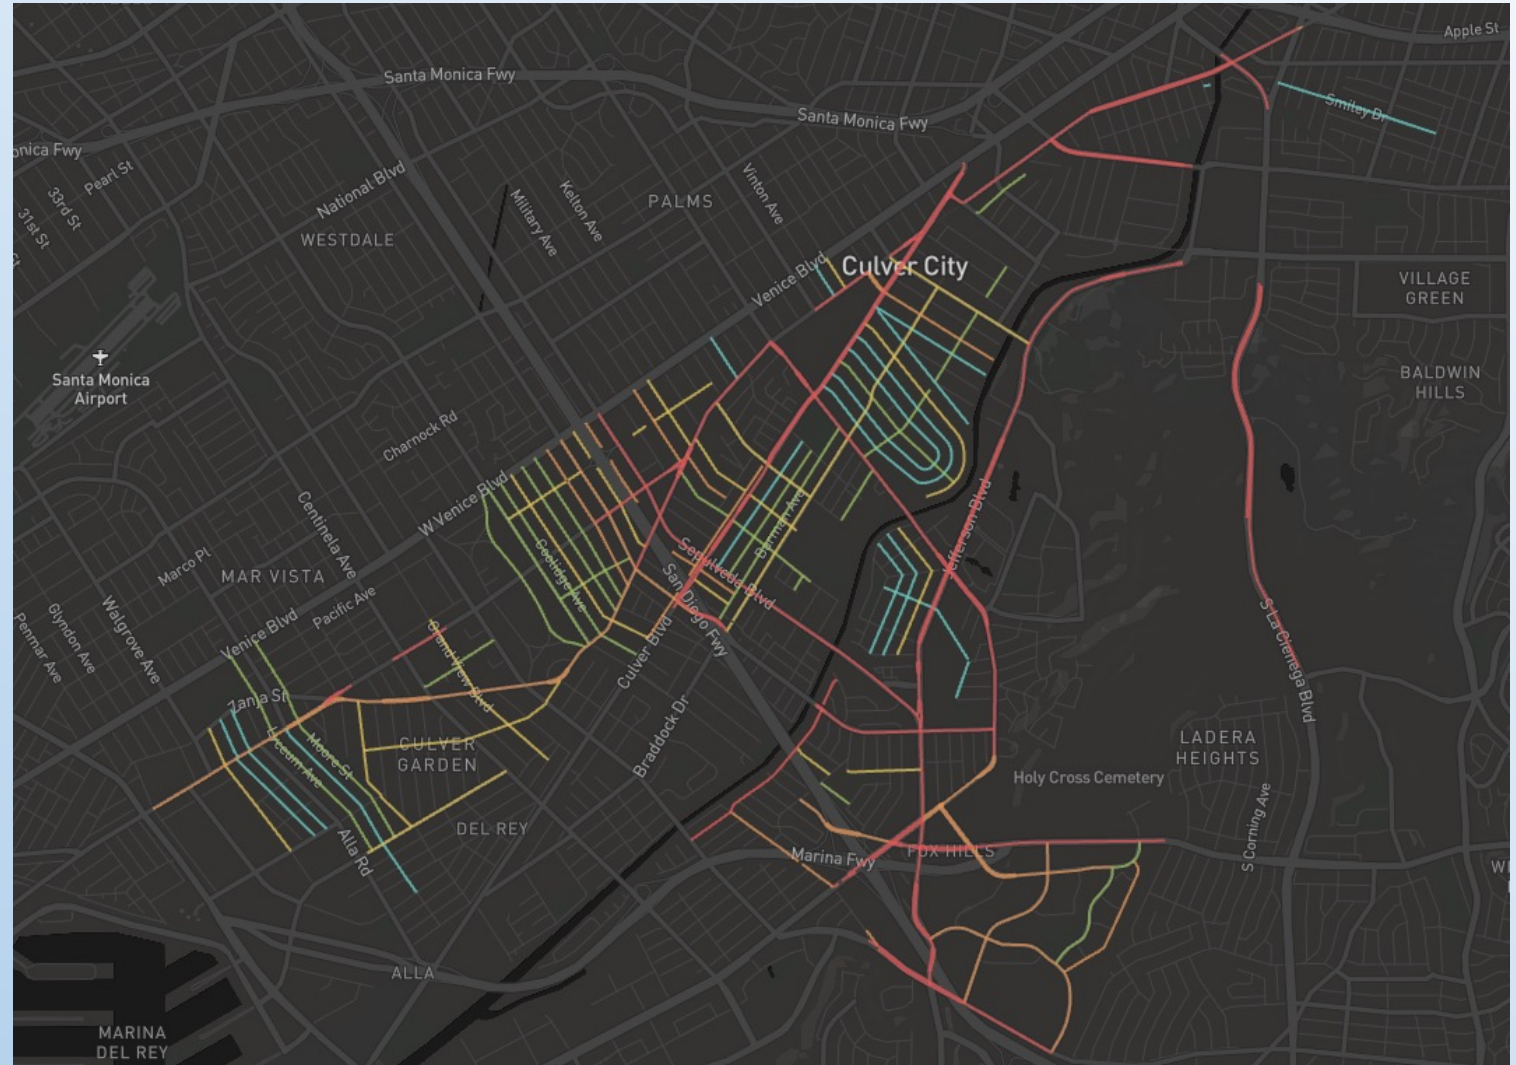 Apple St
Santa Monica Fwy
Smiley Dr
Santa Monica Fwy
onica Fwy
Pearl St
National Blvd
Vinton Ave
33rd St
Military Ave
Kelton Ave
PALMS
31st St
WESTDALE
St
Culver City
Venice Blvd
VILLAGE
GREEN
Santa Monica
Airport
BALDWIN
HILLS
Charnock Rd
W Venice Blvd
Centinela Ave
Berman Ave
Jefferson Blvd
Marco Pl
MAR VISTA
Coolidge Ave
Sepulveda Blvd
San Diego Fwy
Pacific Ave
Walgrove Ave
Glyndon Ave
Penmar Ave
Venice Blvd
Grand View Blvd
Culver Blvd
S La Cienega Blvd
Zanja St
Braddock Dr
Moore St
CULVER
GARDEN
LADERA
HEIGHTS
Holy Cross Cemetery
DEL REY
Alla Rd
S Corning Ave
Marina Fwy
FOX HILLS
ALLA
MARINA
DEL REY